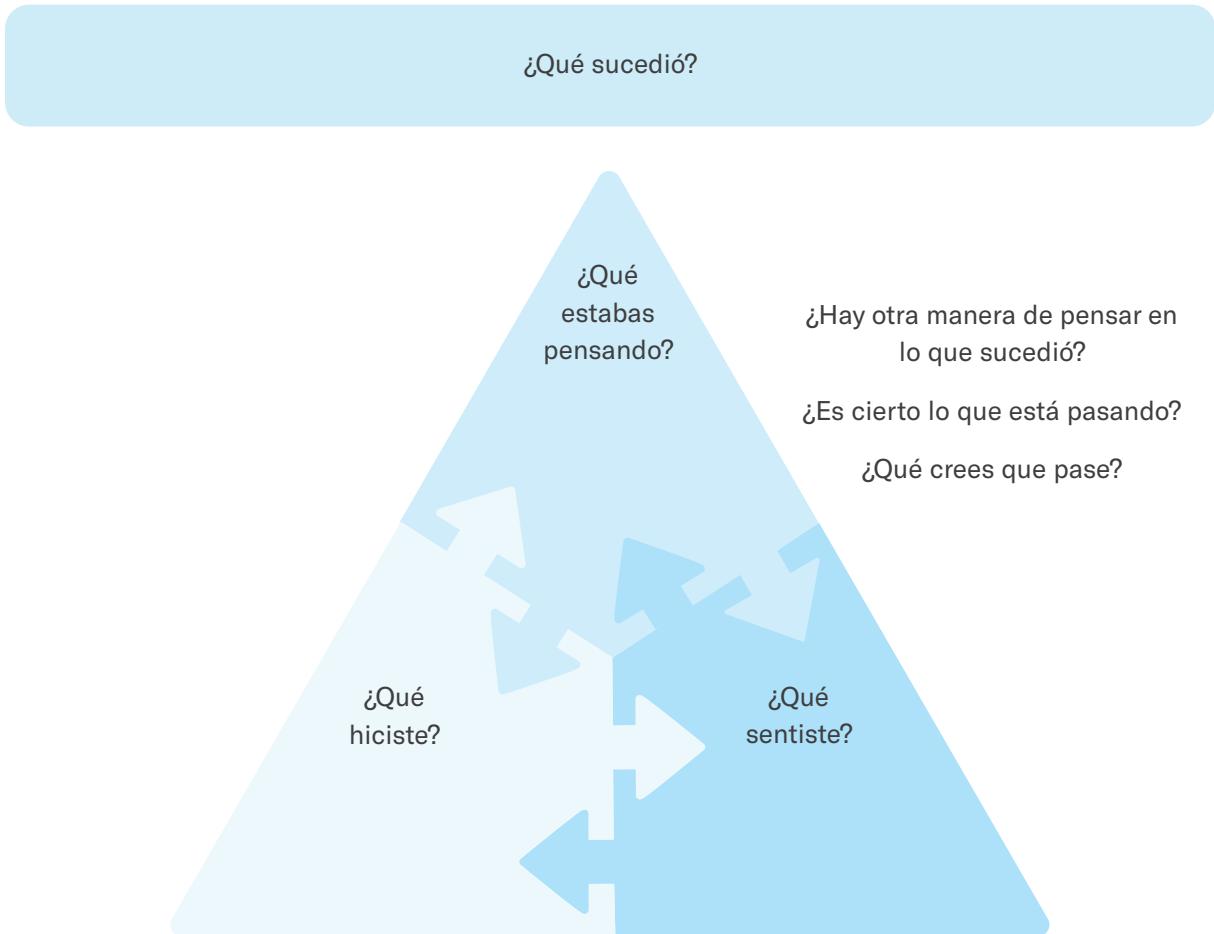 ¿Qué sucedió?
¿Qué
estabas
pensando?
¿Hay otra manera de pensar en
lo que sucedió?
¿Es cierto lo que está pasando?
¿Qué crees que pase?
¿Qué
hiciste?
¿Qué
sentiste?